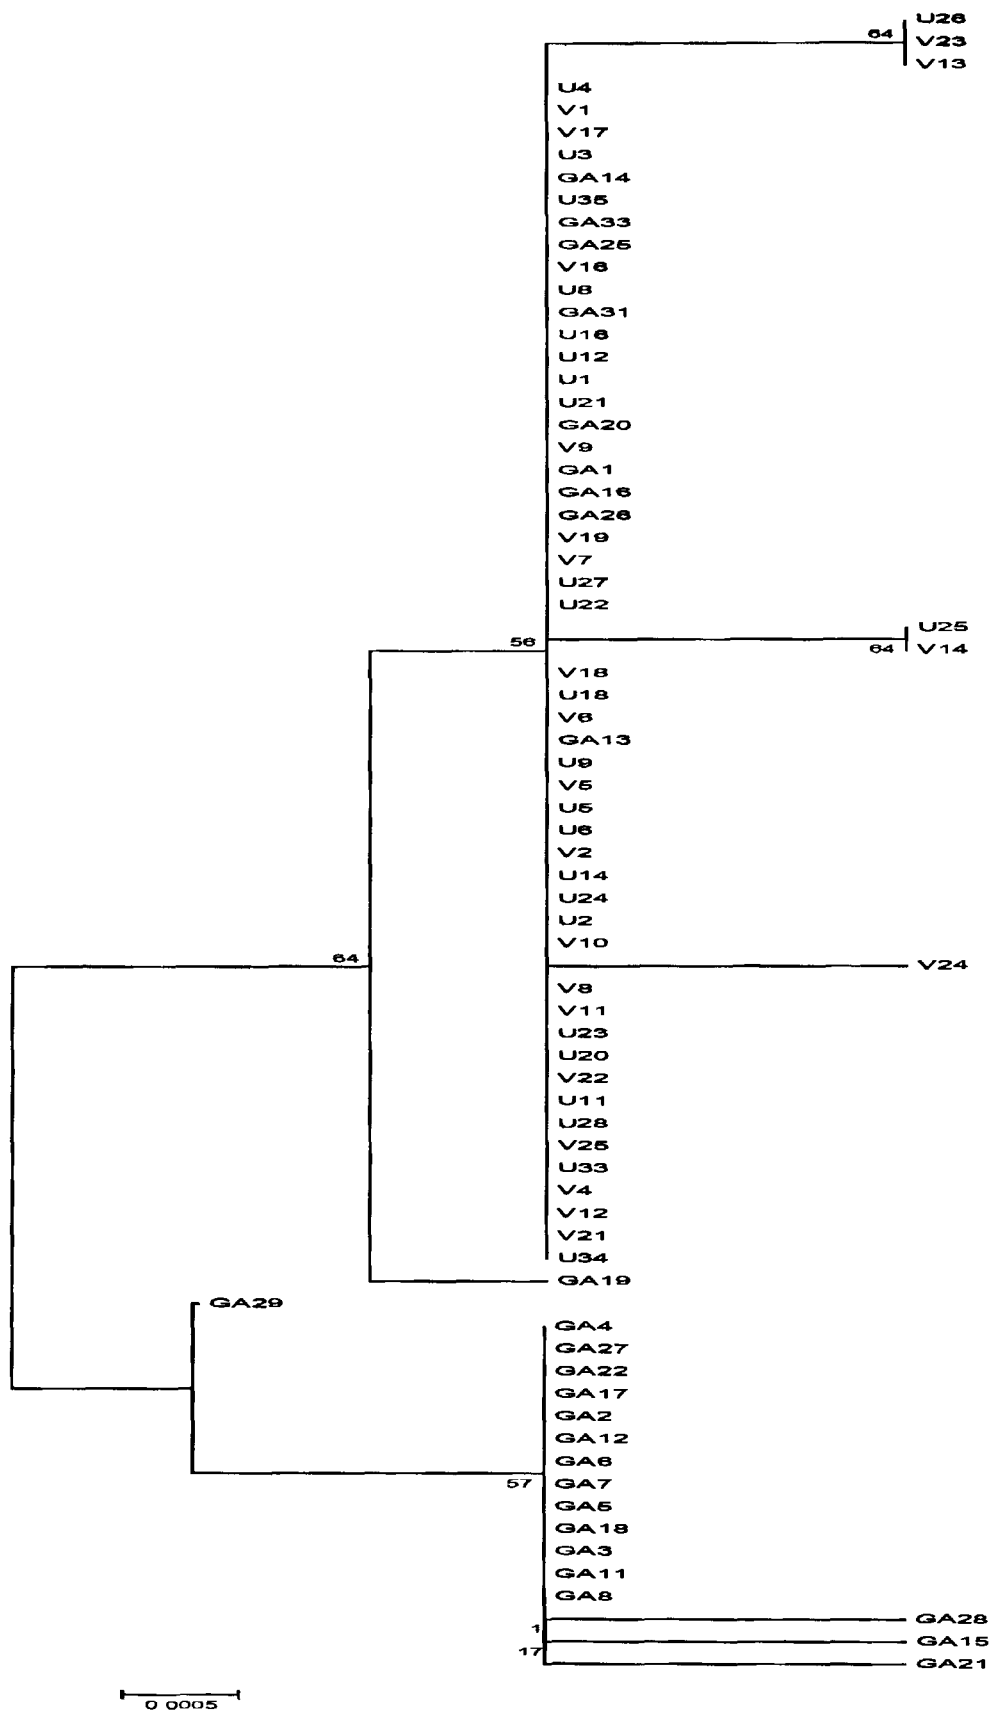 U26
64
V23
V13
U4
V1
V17
U3
GA14
U35
GA33
GA25
V16
U8
GA31
U16
U12
U1
U21
GA20
V9
GA1
GA16
GA26
V19
V7
U27
U22
U25
56
64
V14
V18
U18
V6
GA13
U9
V5
U5
U6
V2
U14
U24
U2
V10
64
V24
V8
V11
U23
U20
V22
U11
U28
V25
U33
V4
V12
V21
U34
GA19
GA29
GA4
GA27
GA22
GA17
GA2
GA12
GA6
57
GA7
GA5
GA18
GA3
GA11
GA8
GA28
1
GA15
17
GA21
0 0005